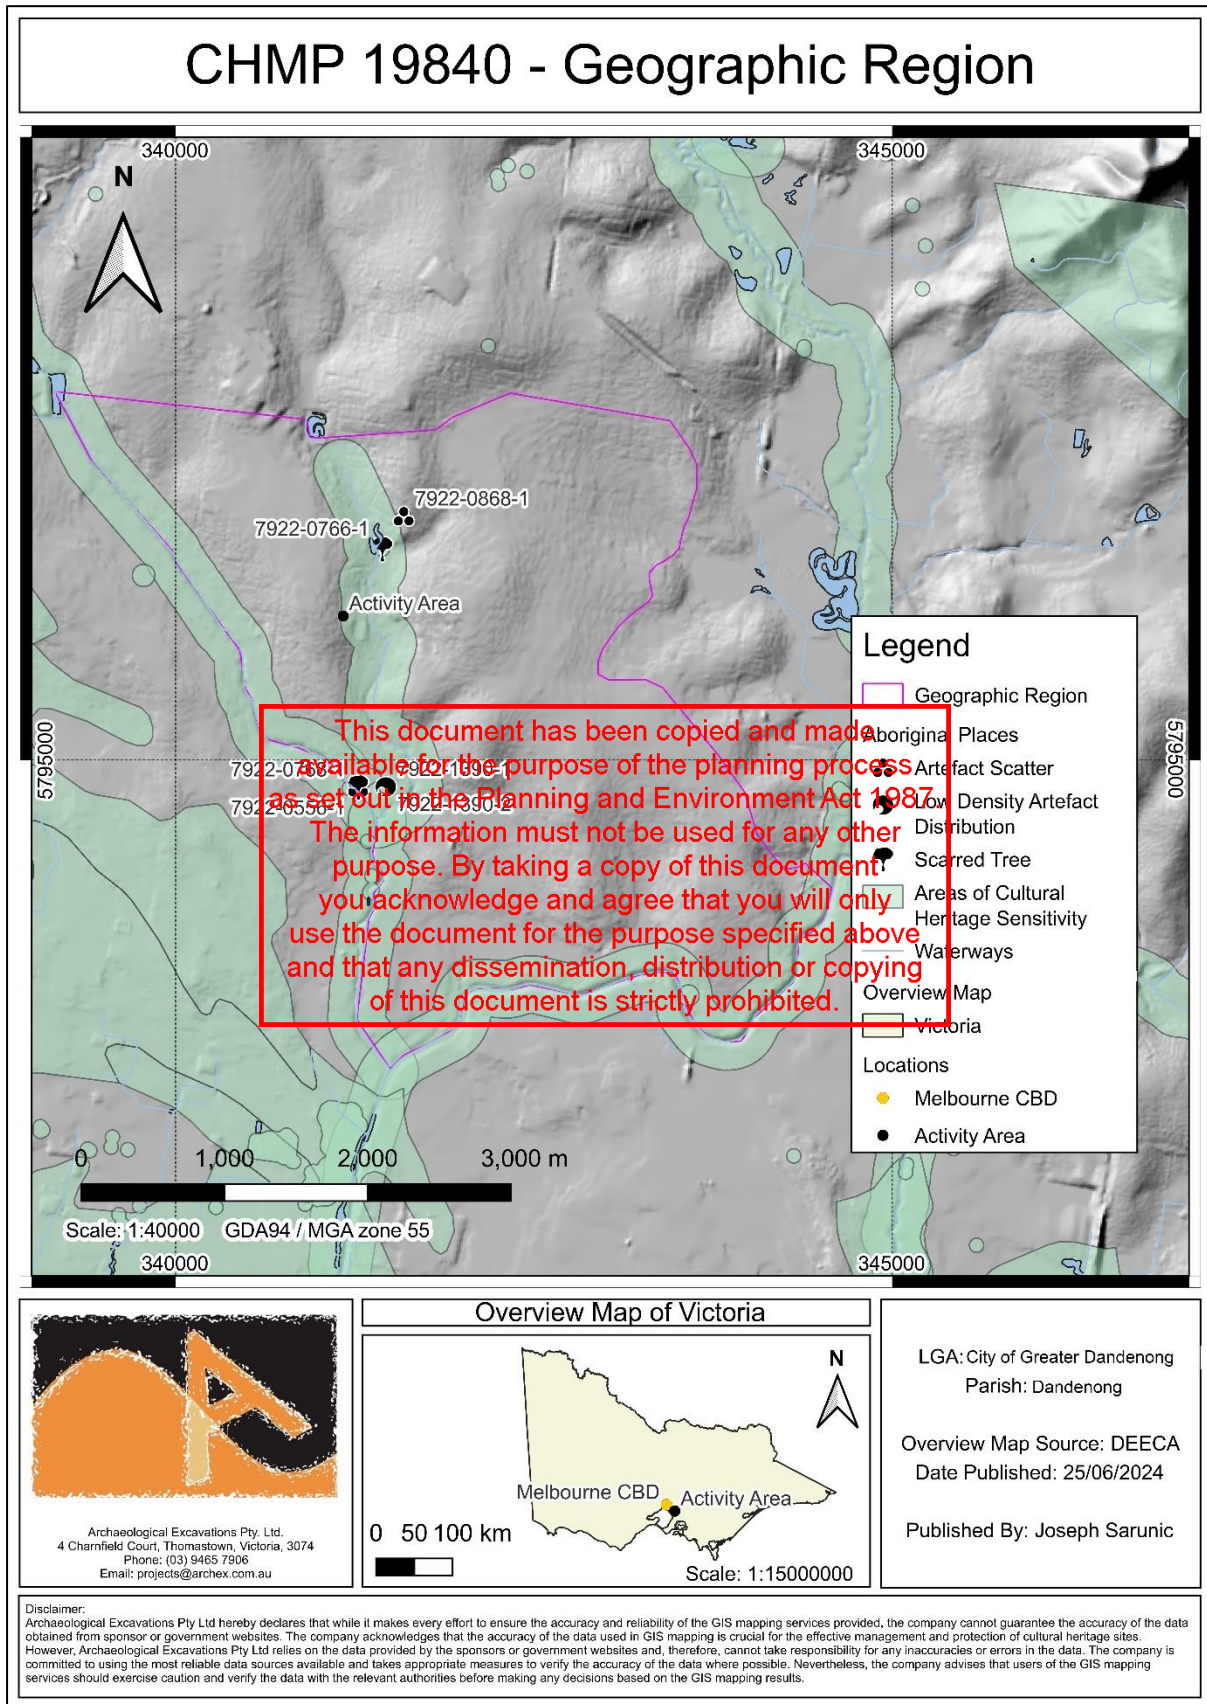 CHMP 19840 - Geographic Region
340000
345000
N
7922-0868-1
7922-0766-1
Activity Area
5795000
5795000
7922-1390-1
7922-0550-1
7922-1390-2
This document has been copied and made
available for the purpose of the planning process
as set out in the Planning and Environment Act 1987.
The information must not be used for any other
purpose. By taking a copy of this document
you acknowledge and agree that you will only
use the document for the purpose specified above
and that any dissemination, distribution or copying
of this document is strictly prohibited.
Legend
Geographic Region
Aboriginal Places
Artefact Scatter
Low Density Artefact
Distribution
Scarred Tree
Areas of Cultural
Heritage Sensitivity
Waterways
Overview Map
Victoria
Locations
Melbourne CBD
Activity Area
0 1,000 2,000 3,000 m
Scale: 1:40000 GDA94 / MGA zone 55
340000
345000
Archaeological Excavations Pty. Ltd.
4 Charnfield Court, Thomastown, Victoria, 3074
Phone: (03) 9465 7906
Email: projects@archex.com.au
Overview Map of Victoria
N
Melbourne CBD
Activity Area
0 50 100 km
Scale: 1:15000000
LGA: City of Greater Dandenong
Parish: Dandenong
Overview Map Source: DEECA
Date Published: 25/06/2024
Published By: Joseph Sarunic
Disclaimer:
Archaeological Excavations Pty Ltd hereby declares that while it makes every effort to ensure the accuracy and reliability of the GIS mapping services provided, the company cannot guarantee the accuracy of the data
obtained from sponsor or government websites. The company acknowledges that the accuracy of the data used in GIS mapping is crucial for the effective management and protection of cultural heritage sites.
However, Archaeological Excavations Pty Ltd relies on the data provided by the sponsors or government websites and, therefore, cannot take responsibility for any inaccuracies or errors in the data. The company is
committed to using the most reliable data sources available and takes appropriate measures to verify the accuracy of the data where possible. Nevertheless, the company advises that users of the GIS mapping
services should exercise caution and verify the data with the relevant authorities before making any decisions based on the GIS mapping results.